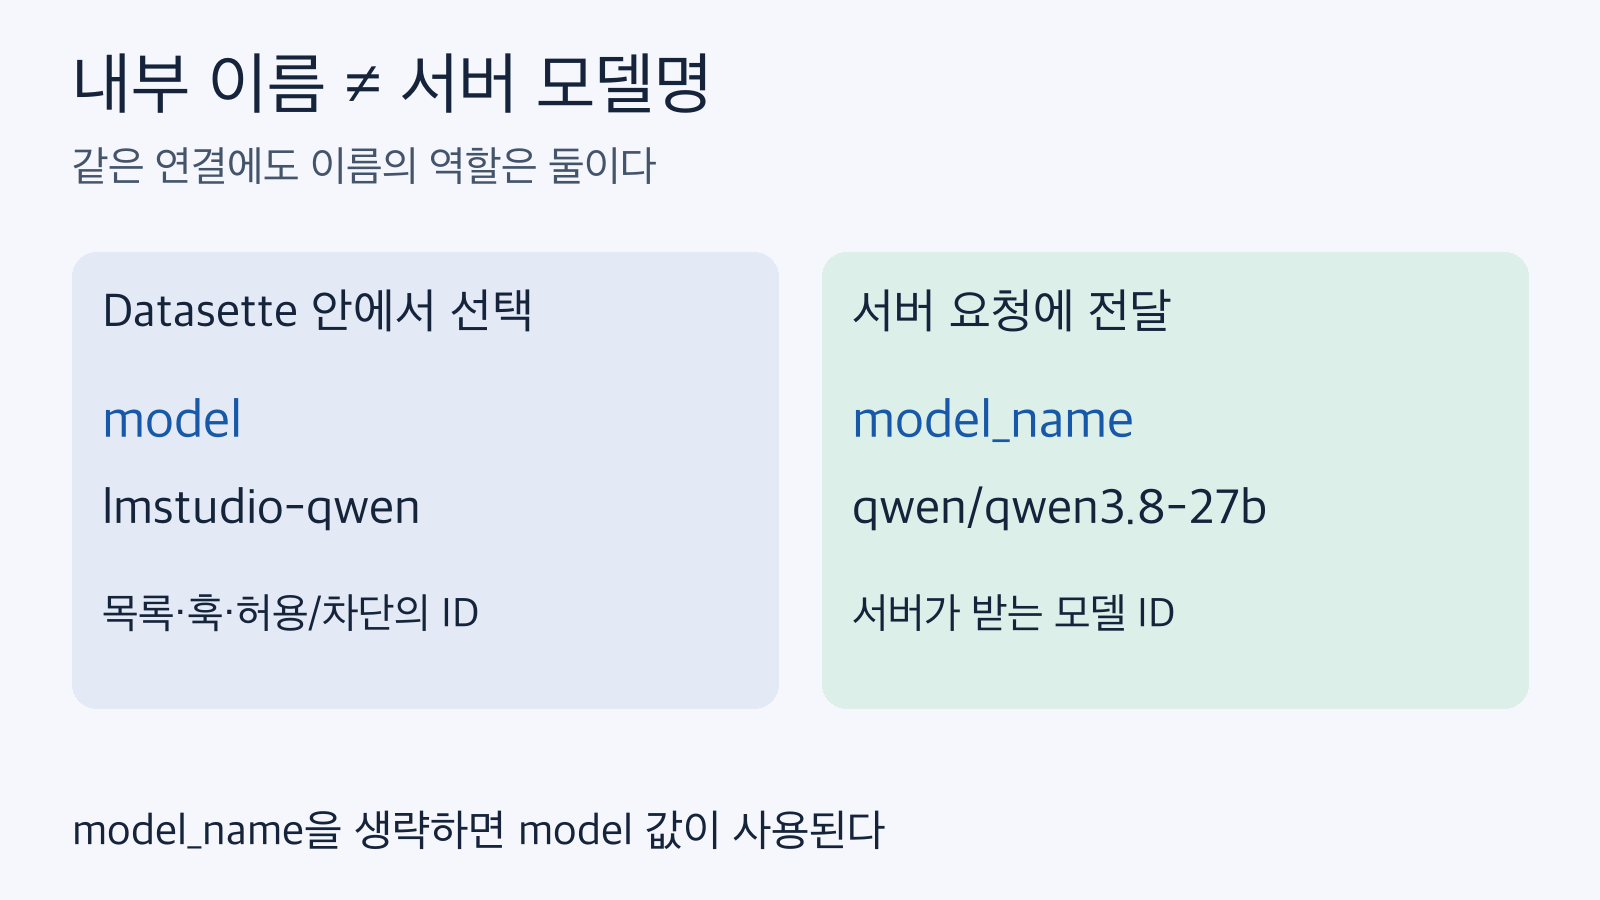 내부 이름 ≠ 서버 모델명
같은 연결에도 이름의 역할은 둘이다
Datasette 안에서 선택
model
lmstudio-qwen
목록·훅·허용/차단의 ID
서버 요청에 전달
model_name
qwen/qwen3.8-27b
서버가 받는 모델 ID
model_name을 생략하면 model 값이 사용된다